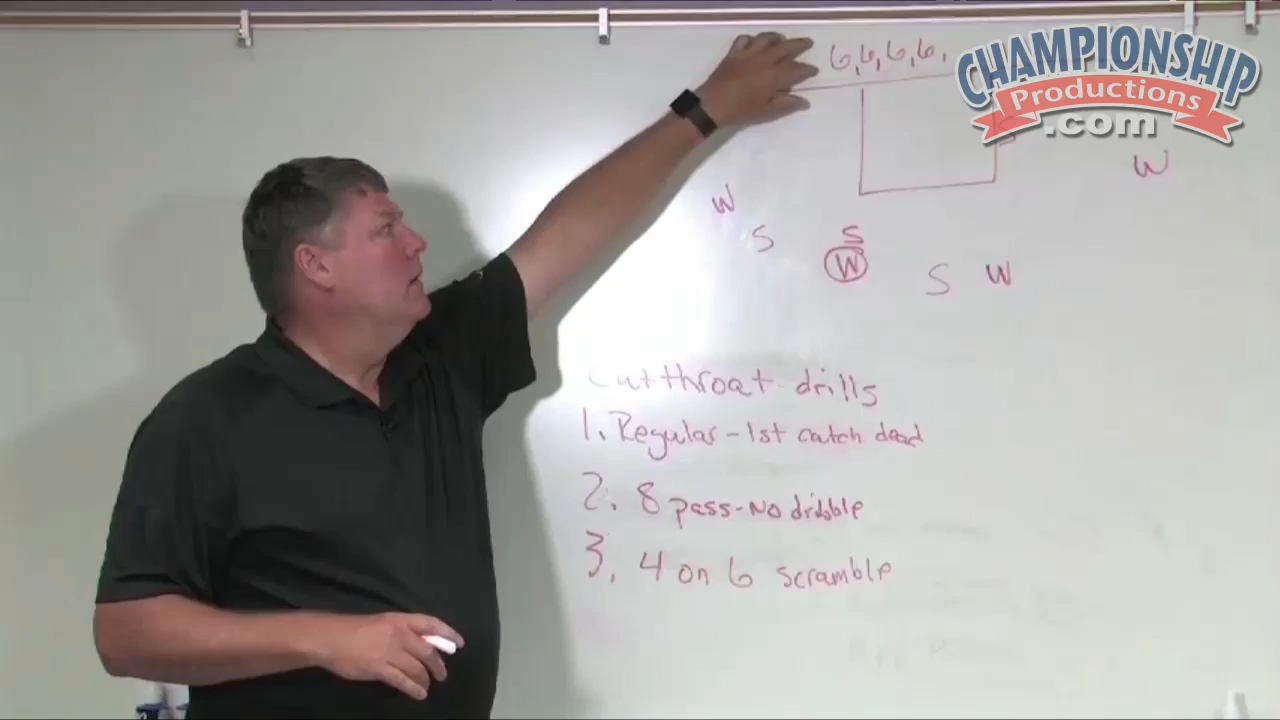 6,6,6,6,
CHAMPIONSHIP
Productions
.com
W
W
S
S
W
S W
Cutthroat drills
1. Regular - 1st catch dead
2. 8 pass - No dribble
3. 4 on 6 scramble